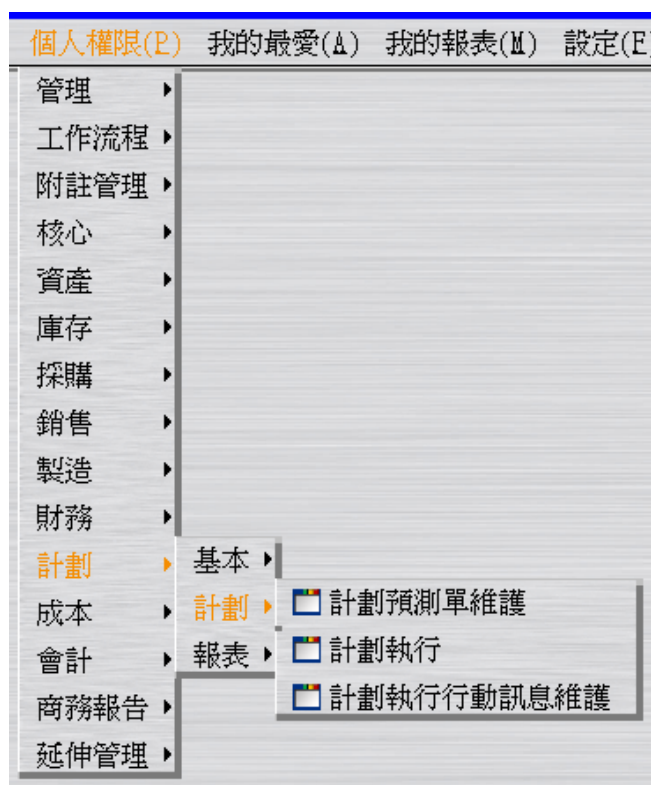 個人權限(P) 我的最愛(A) 我的報表(M) 設定(E
管理
工作流程
附註管理
核心
資產
庫存
採購
銷售
製造
財務
計劃
成本
會計
商務報告
延伸管理
基本
計劃
報表
計劃預測單維護
計劃執行
計劃執行行動訊息維護